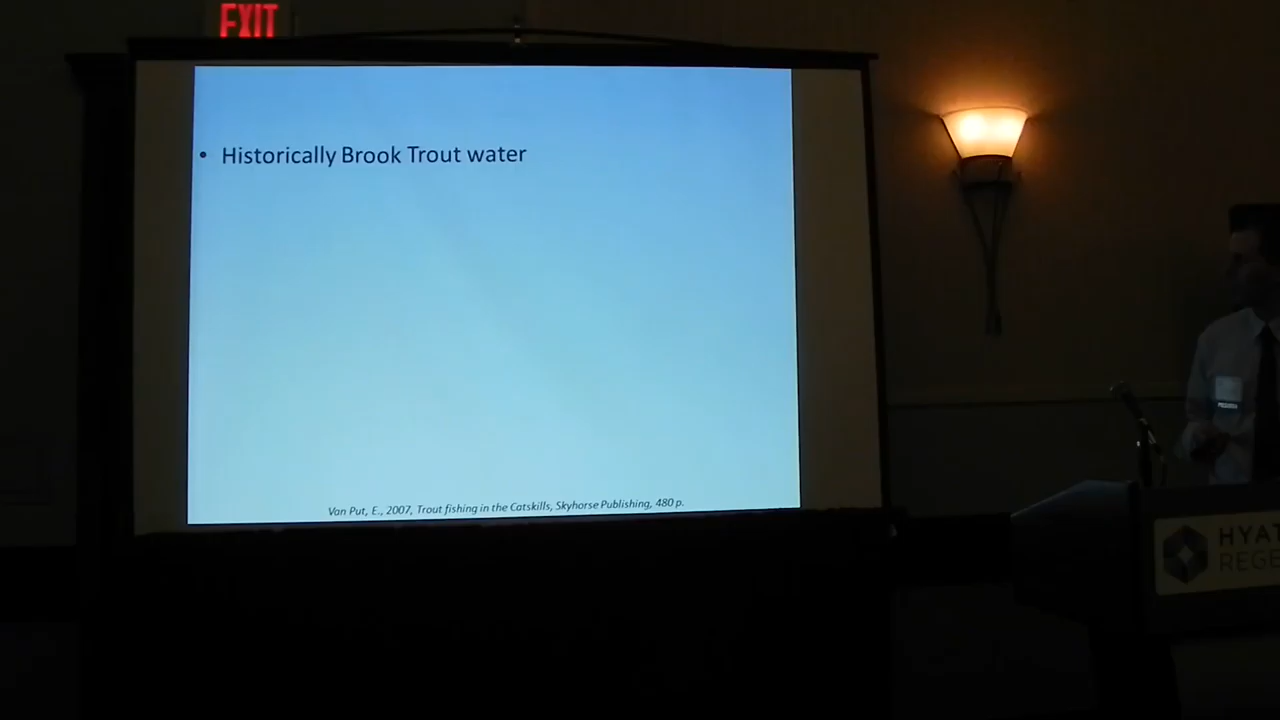 EXIT
• Historically Brook Trout water
Van Put, E., 2007, Trout fishing in the Catskills, Skyhorse Publishing, 480 p.
HYAT
REGE